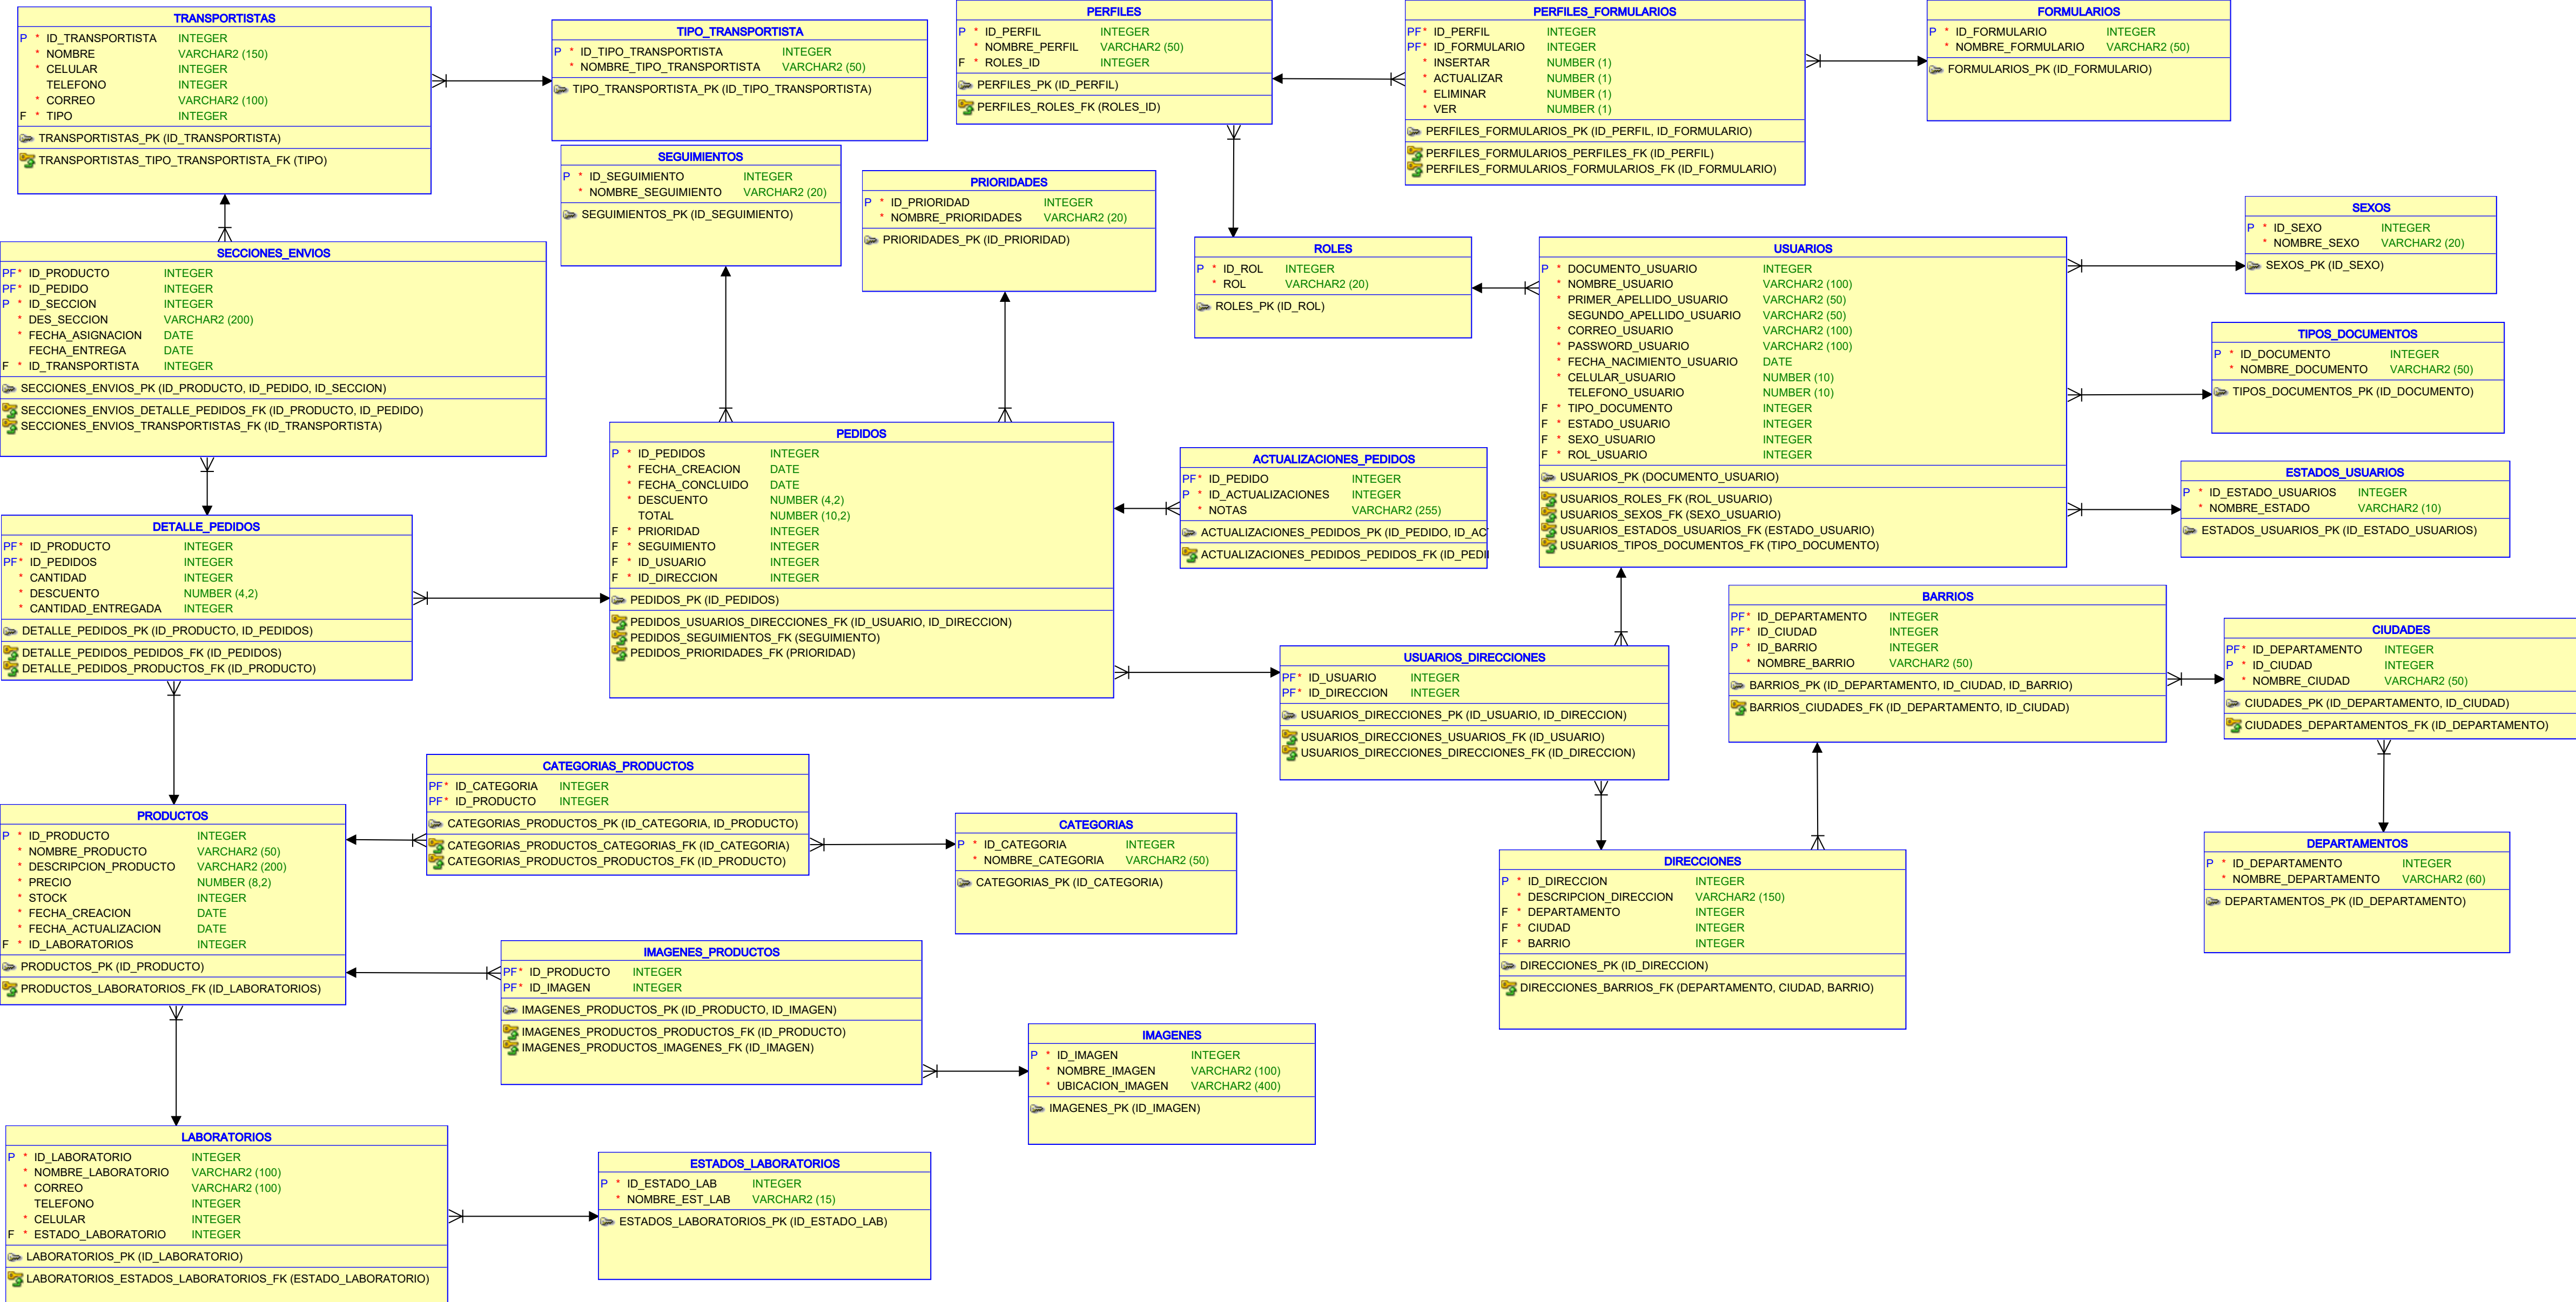 TRANSPORTISTAS
P * ID_TRANSPORTISTA INTEGER
* NOMBRE VARCHAR2 (150)
* CELULAR INTEGER
TELEFONO INTEGER
* CORREO VARCHAR2 (100)
F * TIPO INTEGER
TRANSPORTISTAS_PK (ID_TRANSPORTISTA)
TRANSPORTISTAS_TIPO_TRANSPORTISTA_FK (TIPO)
TIPO_TRANSPORTISTA
P * ID_TIPO_TRANSPORTISTA INTEGER
* NOMBRE_TIPO_TRANSPORTISTA VARCHAR2 (50)
TIPO_TRANSPORTISTA_PK (ID_TIPO_TRANSPORTISTA)
PERFILES
P * ID_PERFIL INTEGER
* NOMBRE_PERFIL VARCHAR2 (50)
F * ROLES_ID INTEGER
PERFILES_PK (ID_PERFIL)
PERFILES_ROLES_FK (ROLES_ID)
PERFILES_FORMULARIOS
PF* ID_PERFIL INTEGER
PF* ID_FORMULARIO INTEGER
* INSERTAR NUMBER (1)
* ACTUALIZAR NUMBER (1)
* ELIMINAR NUMBER (1)
* VER NUMBER (1)
PERFILES_FORMULARIOS_PK (ID_PERFIL, ID_FORMULARIO)
PERFILES_FORMULARIOS_PERFILES_FK (ID_PERFIL)
PERFILES_FORMULARIOS_FORMULARIOS_FK (ID_FORMULARIO)
FORMULARIOS
P * ID_FORMULARIO INTEGER
* NOMBRE_FORMULARIO VARCHAR2 (50)
FORMULARIOS_PK (ID_FORMULARIO)
SEGUIMIENTOS
P * ID_SEGUIMIENTO INTEGER
* NOMBRE_SEGUIMIENTO VARCHAR2 (20)
SEGUIMIENTOS_PK (ID_SEGUIMIENTO)
PRIORIDADES
P * ID_PRIORIDAD INTEGER
* NOMBRE_PRIORIDADES VARCHAR2 (20)
PRIORIDADES_PK (ID_PRIORIDAD)
SECCIONES_ENVIOS
PF* ID_PRODUCTO INTEGER
PF* ID_PEDIDO INTEGER
P * ID_SECCION INTEGER
* DES_SECCION VARCHAR2 (200)
* FECHA_ASIGNACION DATE
FECHA_ENTREGA DATE
F * ID_TRANSPORTISTA INTEGER
SECCIONES_ENVIOS_PK (ID_PRODUCTO, ID_PEDIDO, ID_SECCION)
SECCIONES_ENVIOS_DETALLE_PEDIDOS_FK (ID_PRODUCTO, ID_PEDIDO)
SECCIONES_ENVIOS_TRANSPORTISTAS_FK (ID_TRANSPORTISTA)
ROLES
P * ID_ROL INTEGER
* ROL VARCHAR2 (20)
ROLES_PK (ID_ROL)
USUARIOS
P * DOCUMENTO_USUARIO INTEGER
* NOMBRE_USUARIO VARCHAR2 (100)
* PRIMER_APELLIDO_USUARIO VARCHAR2 (50)
SEGUNDO_APELLIDO_USUARIO VARCHAR2 (50)
* CORREO_USUARIO VARCHAR2 (100)
* PASSWORD_USUARIO VARCHAR2 (100)
* FECHA_NACIMIENTO_USUARIO DATE
* CELULAR_USUARIO NUMBER (10)
TELEFONO_USUARIO NUMBER (10)
F * TIPO_DOCUMENTO INTEGER
F * ESTADO_USUARIO INTEGER
F * SEXO_USUARIO INTEGER
F * ROL_USUARIO INTEGER
USUARIOS_PK (DOCUMENTO_USUARIO)
USUARIOS_ROLES_FK (ROL_USUARIO)
USUARIOS_SEXOS_FK (SEXO_USUARIO)
USUARIOS_ESTADOS_USUARIOS_FK (ESTADO_USUARIO)
USUARIOS_TIPOS_DOCUMENTOS_FK (TIPO_DOCUMENTO)
SEXOS
P * ID_SEXO INTEGER
* NOMBRE_SEXO VARCHAR2 (20)
SEXOS_PK (ID_SEXO)
TIPOS_DOCUMENTOS
P * ID_DOCUMENTO INTEGER
* NOMBRE_DOCUMENTO VARCHAR2 (50)
TIPOS_DOCUMENTOS_PK (ID_DOCUMENTO)
ESTADOS_USUARIOS
P * ID_ESTADO_USUARIOS INTEGER
* NOMBRE_ESTADO VARCHAR2 (10)
ESTADOS_USUARIOS_PK (ID_ESTADO_USUARIOS)
PEDIDOS
P * ID_PEDIDOS INTEGER
* FECHA_CREACION DATE
* FECHA_CONCLUIDO DATE
* DESCUENTO NUMBER (4,2)
TOTAL NUMBER (10,2)
F * PRIORIDAD INTEGER
F * SEGUIMIENTO INTEGER
F * ID_USUARIO INTEGER
F * ID_DIRECCION INTEGER
PEDIDOS_PK (ID_PEDIDOS)
PEDIDOS_USUARIOS_DIRECCIONES_FK (ID_USUARIO, ID_DIRECCION)
PEDIDOS_SEGUIMIENTOS_FK (SEGUIMIENTO)
PEDIDOS_PRIORIDADES_FK (PRIORIDAD)
ACTUALIZACIONES_PEDIDOS
PF* ID_PEDIDO INTEGER
P * ID_ACTUALIZACIONES INTEGER
* NOTAS VARCHAR2 (255)
ACTUALIZACIONES_PEDIDOS_PK (ID_PEDIDO, ID_AC
ACTUALIZACIONES_PEDIDOS_PEDIDOS_FK (ID_PEDI
DETALLE_PEDIDOS
PF* ID_PRODUCTO INTEGER
PF* ID_PEDIDOS INTEGER
* CANTIDAD INTEGER
* DESCUENTO NUMBER (4,2)
* CANTIDAD_ENTREGADA INTEGER
DETALLE_PEDIDOS_PK (ID_PRODUCTO, ID_PEDIDOS)
DETALLE_PEDIDOS_PEDIDOS_FK (ID_PEDIDOS)
DETALLE_PEDIDOS_PRODUCTOS_FK (ID_PRODUCTO)
USUARIOS_DIRECCIONES
PF* ID_USUARIO INTEGER
PF* ID_DIRECCION INTEGER
USUARIOS_DIRECCIONES_PK (ID_USUARIO, ID_DIRECCION)
USUARIOS_DIRECCIONES_USUARIOS_FK (ID_USUARIO)
USUARIOS_DIRECCIONES_DIRECCIONES_FK (ID_DIRECCION)
BARRIOS
PF* ID_DEPARTAMENTO INTEGER
PF* ID_CIUDAD INTEGER
P * ID_BARRIO INTEGER
* NOMBRE_BARRIO VARCHAR2 (50)
BARRIOS_PK (ID_DEPARTAMENTO, ID_CIUDAD, ID_BARRIO)
BARRIOS_CIUDADES_FK (ID_DEPARTAMENTO, ID_CIUDAD)
CIUDADES
PF* ID_DEPARTAMENTO INTEGER
P * ID_CIUDAD INTEGER
* NOMBRE_CIUDAD VARCHAR2 (50)
CIUDADES_PK (ID_DEPARTAMENTO, ID_CIUDAD)
CIUDADES_DEPARTAMENTOS_FK (ID_DEPARTAMENTO)
CATEGORIAS_PRODUCTOS
PF* ID_CATEGORIA INTEGER
PF* ID_PRODUCTO INTEGER
CATEGORIAS_PRODUCTOS_PK (ID_CATEGORIA, ID_PRODUCTO)
CATEGORIAS_PRODUCTOS_CATEGORIAS_FK (ID_CATEGORIA)
CATEGORIAS_PRODUCTOS_PRODUCTOS_FK (ID_PRODUCTO)
PRODUCTOS
P * ID_PRODUCTO INTEGER
* NOMBRE_PRODUCTO VARCHAR2 (50)
* DESCRIPCION_PRODUCTO VARCHAR2 (200)
* PRECIO NUMBER (8,2)
* STOCK INTEGER
* FECHA_CREACION DATE
* FECHA_ACTUALIZACION DATE
F * ID_LABORATORIOS INTEGER
PRODUCTOS_PK (ID_PRODUCTO)
PRODUCTOS_LABORATORIOS_FK (ID_LABORATORIOS)
CATEGORIAS
P * ID_CATEGORIA INTEGER
* NOMBRE_CATEGORIA VARCHAR2 (50)
CATEGORIAS_PK (ID_CATEGORIA)
DIRECCIONES
P * ID_DIRECCION INTEGER
* DESCRIPCION_DIRECCION VARCHAR2 (150)
F * DEPARTAMENTO INTEGER
F * CIUDAD INTEGER
F * BARRIO INTEGER
DIRECCIONES_PK (ID_DIRECCION)
DIRECCIONES_BARRIOS_FK (DEPARTAMENTO, CIUDAD, BARRIO)
DEPARTAMENTOS
P * ID_DEPARTAMENTO INTEGER
* NOMBRE_DEPARTAMENTO VARCHAR2 (60)
DEPARTAMENTOS_PK (ID_DEPARTAMENTO)
IMAGENES_PRODUCTOS
PF* ID_PRODUCTO INTEGER
PF* ID_IMAGEN INTEGER
IMAGENES_PRODUCTOS_PK (ID_PRODUCTO, ID_IMAGEN)
IMAGENES_PRODUCTOS_PRODUCTOS_FK (ID_PRODUCTO)
IMAGENES_PRODUCTOS_IMAGENES_FK (ID_IMAGEN)
IMAGENES
P * ID_IMAGEN INTEGER
* NOMBRE_IMAGEN VARCHAR2 (100)
* UBICACION_IMAGEN VARCHAR2 (400)
IMAGENES_PK (ID_IMAGEN)
LABORATORIOS
P * ID_LABORATORIO INTEGER
* NOMBRE_LABORATORIO VARCHAR2 (100)
* CORREO VARCHAR2 (100)
TELEFONO INTEGER
* CELULAR INTEGER
F * ESTADO_LABORATORIO INTEGER
LABORATORIOS_PK (ID_LABORATORIO)
LABORATORIOS_ESTADOS_LABORATORIOS_FK (ESTADO_LABORATORIO)
ESTADOS_LABORATORIOS
P * ID_ESTADO_LAB INTEGER
* NOMBRE_EST_LAB VARCHAR2 (15)
ESTADOS_LABORATORIOS_PK (ID_ESTADO_LAB)